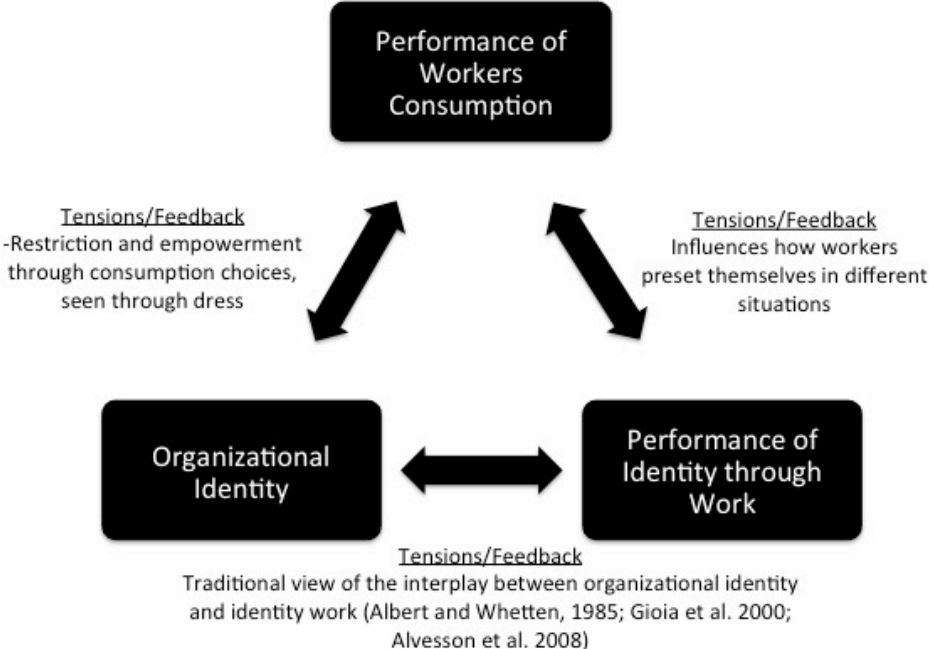 Performance of
Workers
Consumption
Tensions/Feedback
-Restriction and empowerment
through consumption choices,
seen through dress
Tensions/Feedback
Influences how workers
preset themselves in different
situations
Organizational
Identity
Performance of
Identity through
Work
Tensions/Feedback
Traditional view of the interplay between organizational identity
and identity work (Albert and Whetten, 1985; Gioia et al. 2000;
Alvesson et al. 2008)